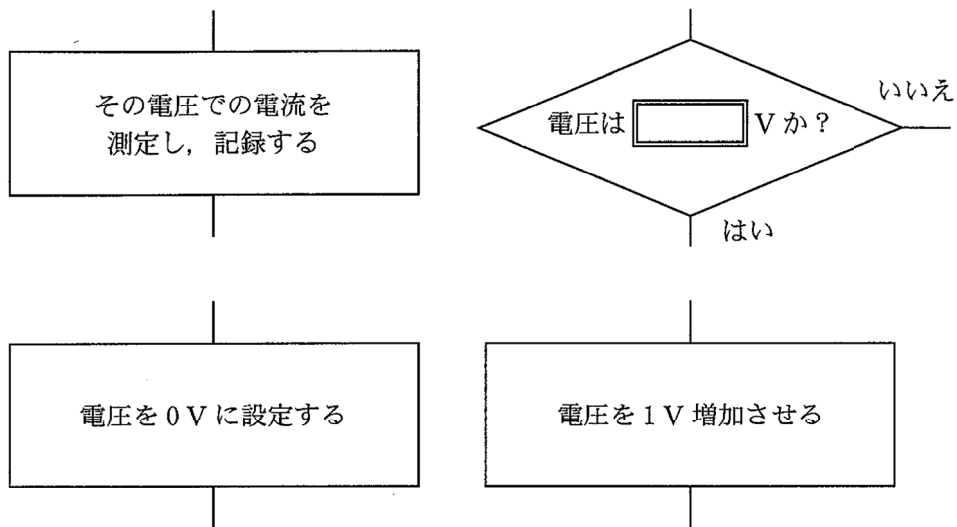 その電圧での電流を
測定し，記録する
電圧は
Vか？
いいえ
はい
電圧を0Vに設定する
電圧を1V増加させる